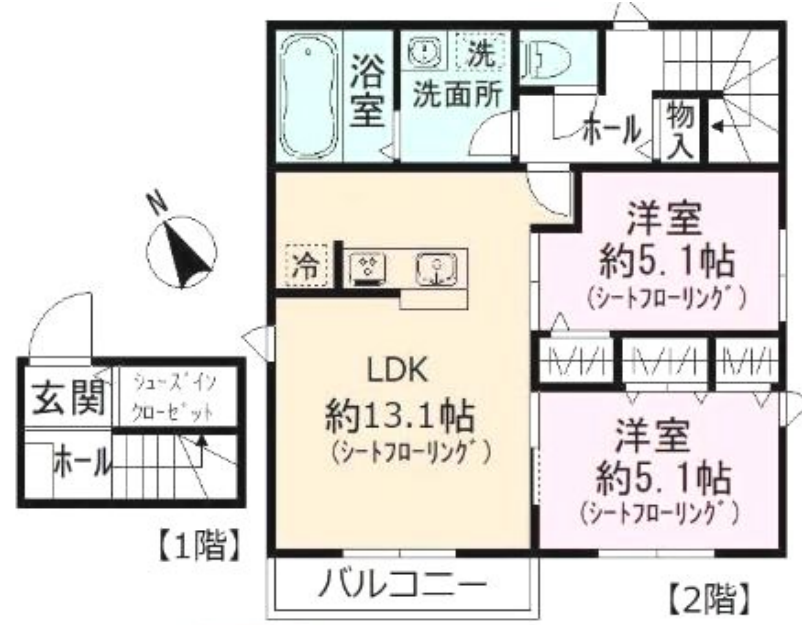 浴室
洗
洗面所
ホール
物入
N
冷
洋室
約5.1帖
(シートフローリング)
LDK
約13.1帖
(シートフローリング)
洋室
約5.1帖
(シートフローリング)
玄関
シューズイン
クローゼット
ホール
【1階】
バルコニー
【2階】